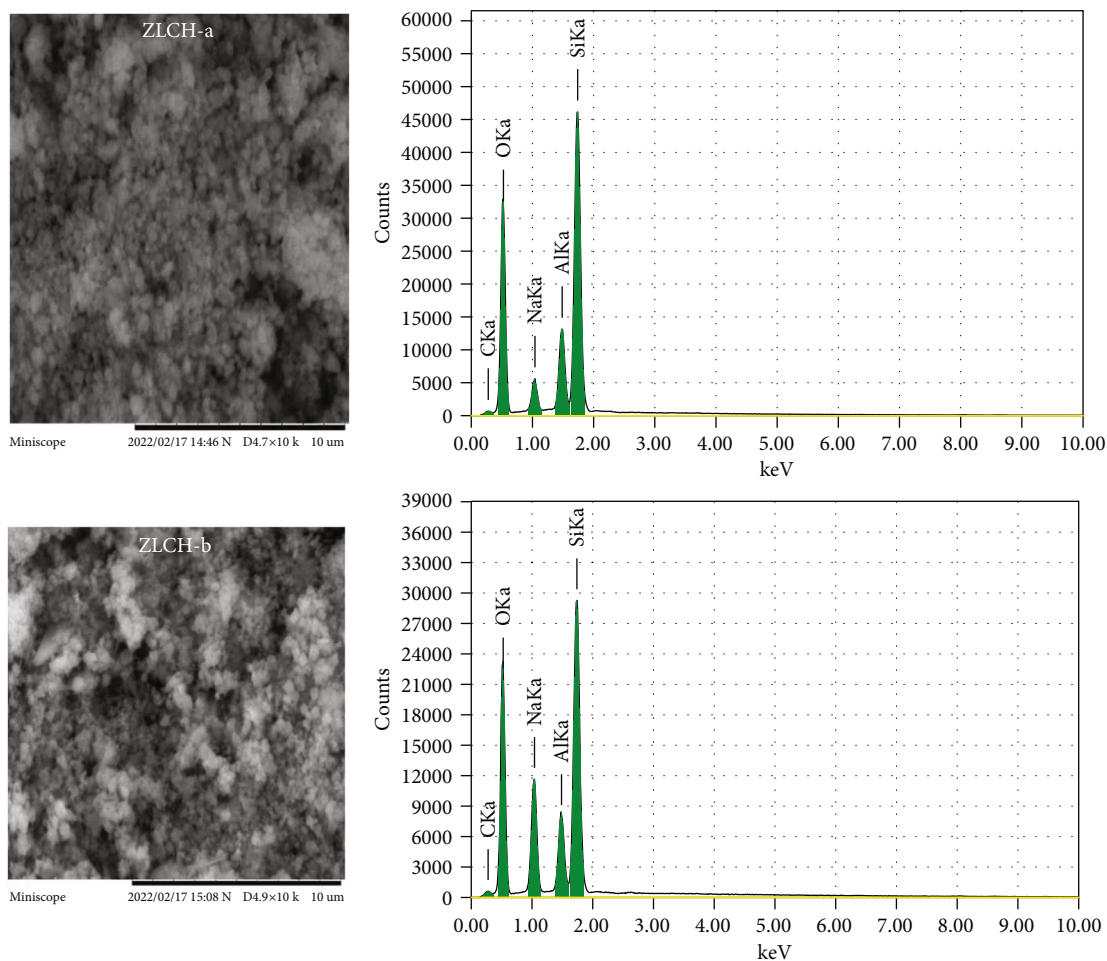 ZLCH-a
Miniscope 2022/02/17 14:46 N D4.7×10 k 10 um
60000
55000
50000
45000
40000
35000
30000
25000
20000
15000
10000
5000
0
Counts
CKa
OKa
NaKa
AlKa
SiKa
0.00 1.00 2.00 3.00 4.00 5.00 6.00 7.00 8.00 9.00 10.00
keV
ZLCH-b
Miniscope 2022/02/17 15:08 N D4.9×10 k 10 um
39000
36000
33000
30000
27000
24000
21000
18000
15000
12000
9000
6000
3000
0
Counts
CKa
OKa
NaKa
AlKa
SiKa
0.00 1.00 2.00 3.00 4.00 5.00 6.00 7.00 8.00 9.00 10.00
keV